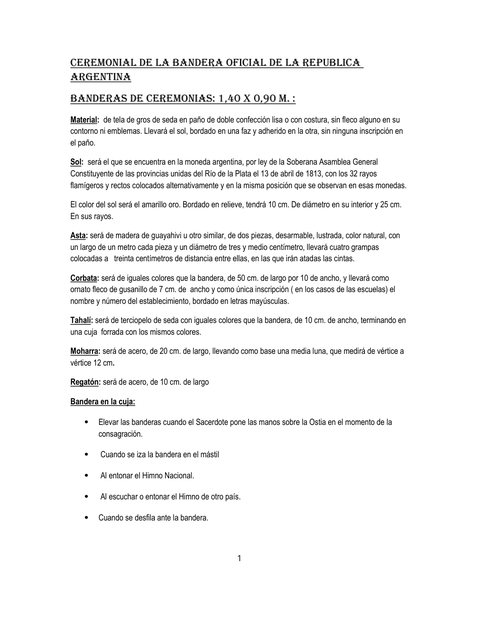 CEREMONIAL DE LA BANDERA OFICIAL DE LA REPUBLICA
ARGENTINA
BANDERAS DE CEREMONIAS: 1,40 X 0,90 M. :
Material: de tela de gros de seda en paño de doble confección lisa o con costura, sin fleco alguno en su
contorno ni emblemas. Llevará el sol, bordado en una faz y adherido en la otra, sin ninguna inscripción en
el paño.
Sol: será el que se encuentra en la moneda argentina, por ley de la Soberana Asamblea General
Constituyente de las provincias unidas del Río de la Plata el 13 de abril de 1813, con los 32 rayos
flamígeros y rectos colocados alternativamente y en la misma posición que se observan en esas monedas.
El color del sol será el amarillo oro. Bordado en relieve, tendrá 10 cm. De diámetro en su interior y 25 cm.
En sus rayos.
Asta: será de madera de guayahivi u otro similar, de dos piezas, desarmable, lustrada, color natural, con
un largo de un metro cada pieza y un diámetro de tres y medio centímetro, llevará cuatro grampas
colocadas a treinta centímetros de distancia entre ellas, en las que irán atadas las cintas.
Corbata: será de iguales colores que la bandera, de 50 cm. de largo por 10 de ancho, y llevará como
ornato fleco de gusanillo de 7 cm. de ancho y como única inscripción ( en los casos de las escuelas) el
nombre y número del establecimiento, bordado en letras mayúsculas.
Tahalí: será de terciopelo de seda con iguales colores que la bandera, de 10 cm. de ancho, terminando en
una cuja forrada con los mismos colores.
Moharra: será de acero, de 20 cm. de largo, llevando como base una media luna, que medirá de vértice a
vértice 12 cm.
Regatón: será de acero, de 10 cm. de largo
Bandera en la cuja:
• Elevar las banderas cuando el Sacerdote pone las manos sobre la Ostia en el momento de la
consagración.
• Cuando se iza la bandera en el mástil
• Al entonar el Himno Nacional.
• Al escuchar o entonar el Himno de otro país.
• Cuando se desfila ante la bandera.
1